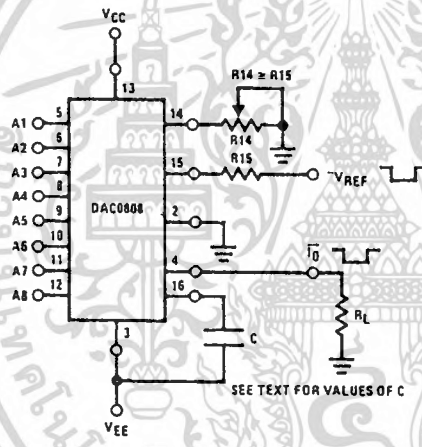 VCC
13
A1 5
A2 6
A3 7
A4 8
A5 9
A6 10
A7 11
A8 12
DAC0808
14
R14 ≥ R15
R14
15
R15
−VREF
2
4
I0
16
C
RL
3
SEE TEXT FOR VALUES OF C
VEE